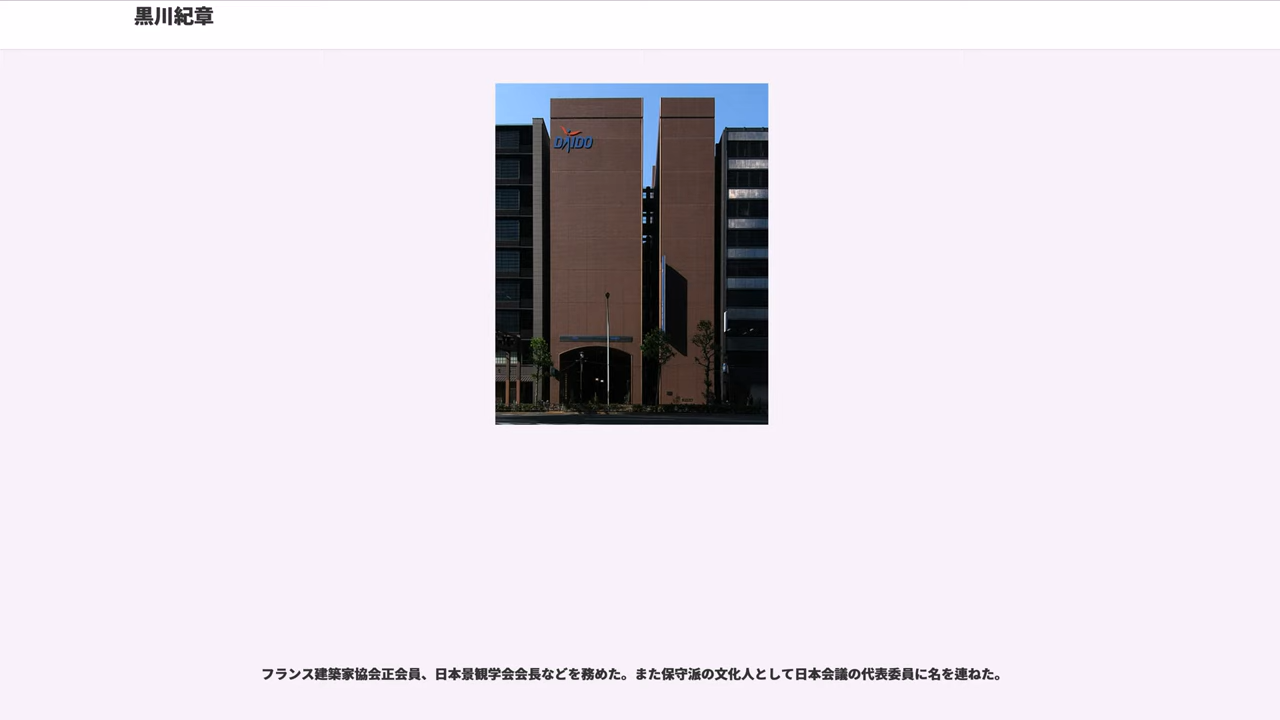 黒川紀章
DAIDO
フランス建築家協会正会員、日本景観学会会長などを務めた。また保守派の文化人として日本会議の代表委員に名を連ねた。